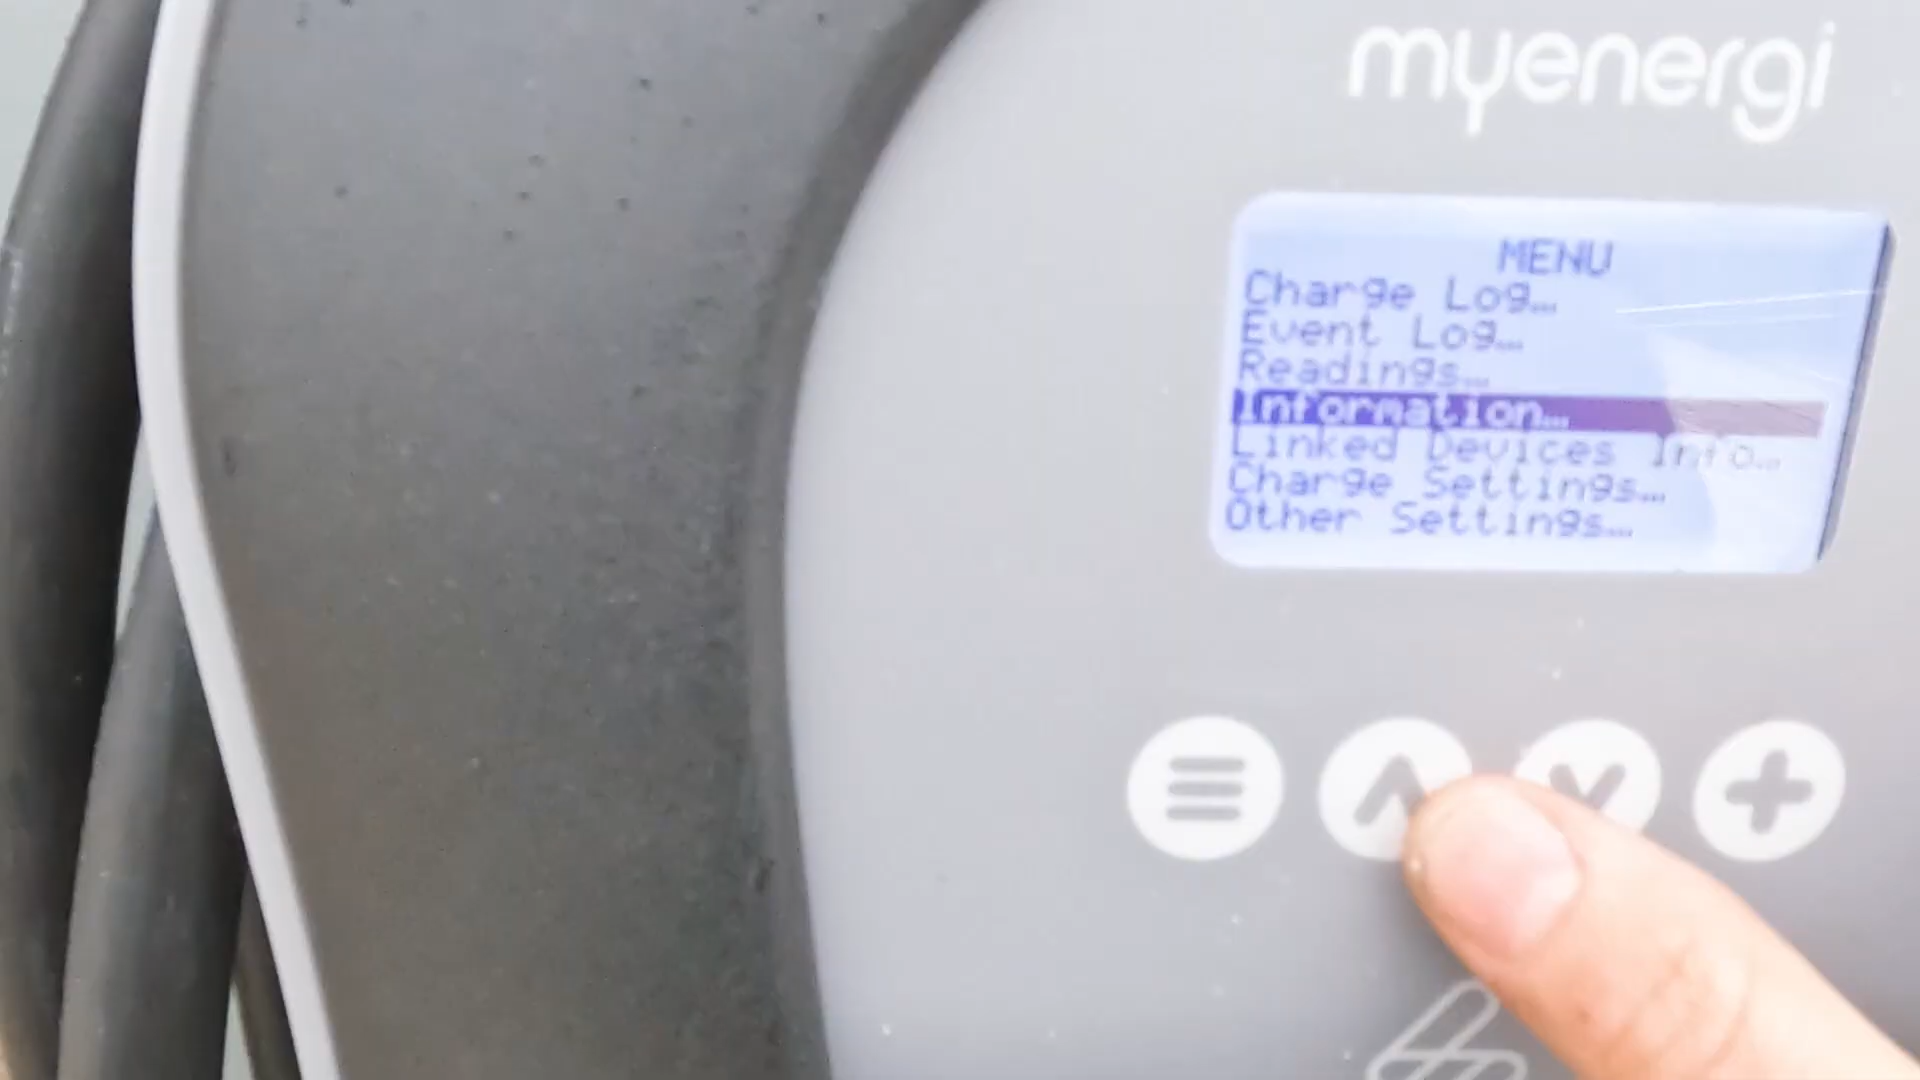 myenergi
MENU
Charge Log…
Event Log…
Readings…
Information…
Linked Devices Info…
Charge Settings…
Other Settings…